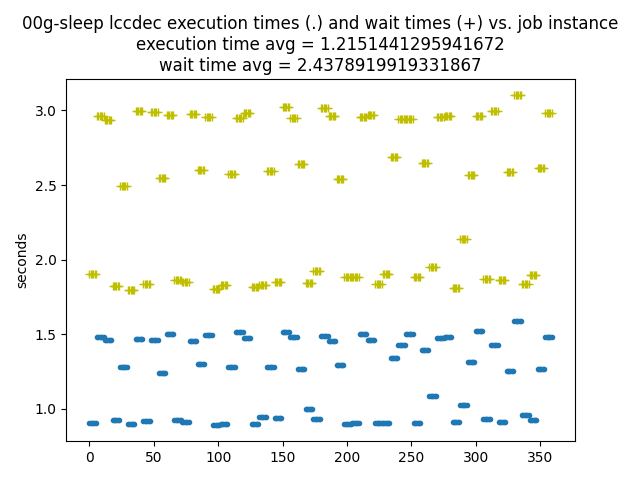 00g-sleep lccdec execution times (.) and wait times (+) vs. job instance
execution time avg = 1.2151441295941672
wait time avg = 2.4378919919331867
3.0
2.5
2.0
1.5
1.0
seconds
0 50 100 150 200 250 300 350